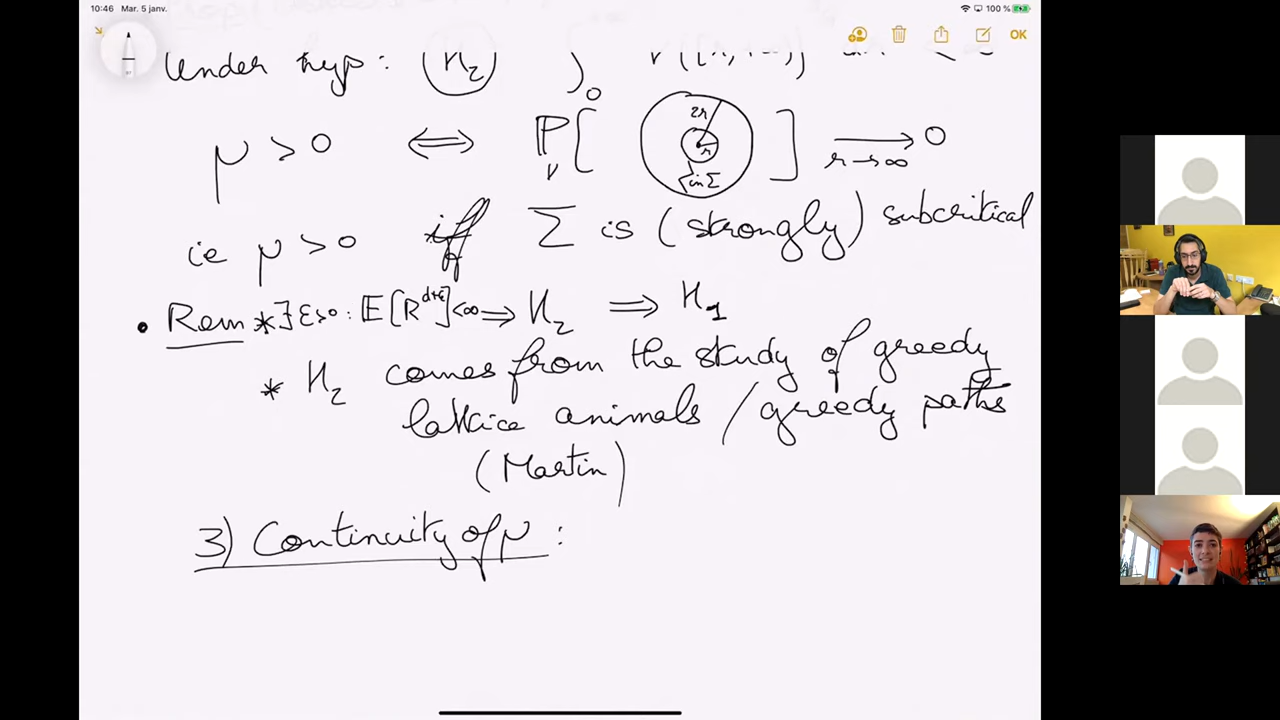 10:46 Mar. 5 janv.
100 %
OK
Under hyp: (H₂) ∫₀
μ > 0 ⟺ ℙ_ν[ 2r r in Σ ] ⟶ 0
r→∞
ie μ > 0 iff Σ is (strongly) subcritical
• Rem * ∃ε>0 : 𝔼[R^{d+ε}]<∞ ⟹ H₂ ⟹ H₁
* H₂ comes from the study of greedy
lattice animals / greedy paths
(Martin)
3) Continuity of μ :